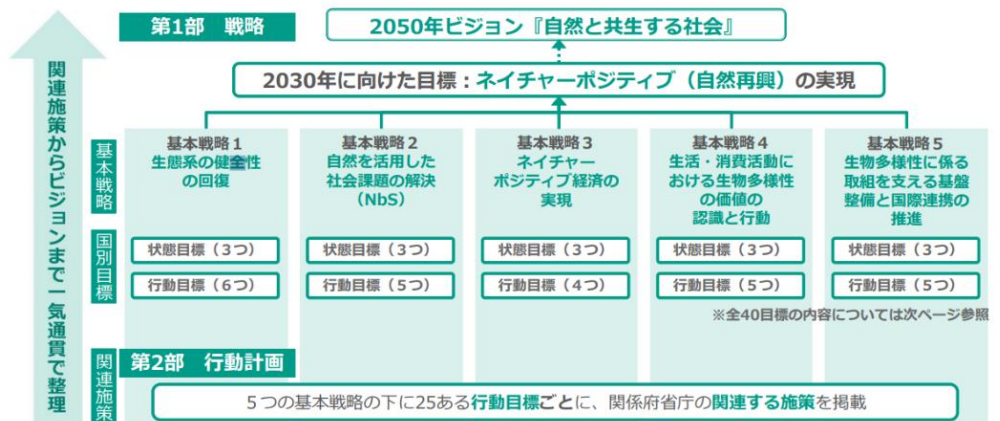 第1部 戦略
2050年ビジョン『自然と共生する社会』
2030年に向けた目標：ネイチャーポジティブ（自然再興）の実現
関連施策からビジョンまで一気通貫で整理
基本戦略
基本戦略1
生態系の健全性
の回復
基本戦略2
自然を活用した
社会課題の解決
（NbS）
基本戦略3
ネイチャー
ポジティブ経済の
実現
基本戦略4
生活・消費活動に
おける生物多様性
の価値の
認識と行動
基本戦略5
生物多様性に係る
取組を支える基盤
整備と国際連携の
推進
国別目標
状態目標（3つ）
状態目標（3つ）
状態目標（3つ）
状態目標（3つ）
状態目標（3つ）
行動目標（6つ）
行動目標（5つ）
行動目標（4つ）
行動目標（5つ）
行動目標（5つ）
※全40目標の内容については次ページ参照
関連施策
第2部 行動計画
5つの基本戦略の下に25ある行動目標ごとに、関係府省庁の関連する施策を掲載